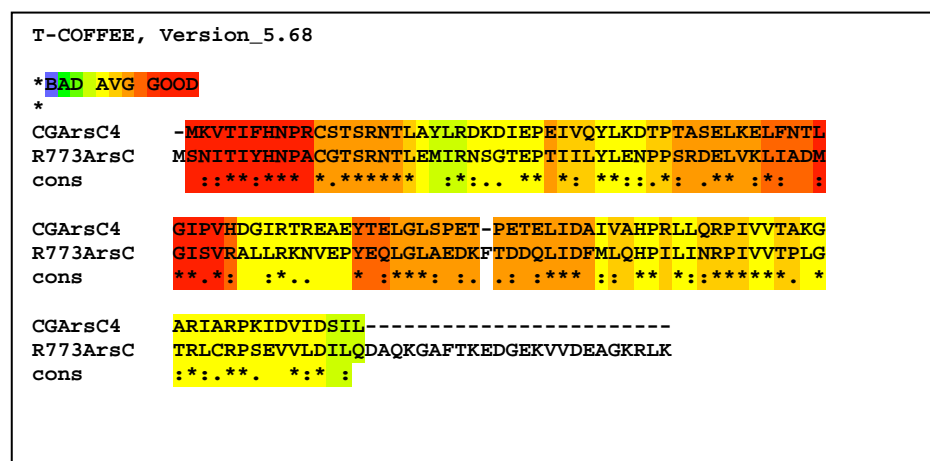 T-COFFEE, Version_5.68
*BAD AVG GOOD
*
CGArsC4    -MKVTIFHNPRCSTSRNTLAYLRDKDIEPEIVQYLKDTPTASELKELFNTL
R773ArsC   MSNITIYHNPACGTSRNTLEMIRNSGTEPTIILYLENPPSRDELVKLIADM
cons         ::**:*** *.******  :*:.. ** *: **::.*: .** :*:  :
CGArsC4    GIPVHDGIRTREAEYTELGLSPET-PETELIDAIVAHPRLLQRPIVVTAKG
R773ArsC   GISVRALLRKNVEPYEQLGLAEDKFTDDQLIDFMLQHPILINRPIVVTPLG
cons       **.*:  :*..   * :***: :. .: :*** :: ** *::******. *
CGArsC4    ARIARPKIDVIDSIL------------------------
R773ArsC   TRLCRPSEVVLDILQDAQKGAFTKEDGEKVVDEAGKRLK
cons       :*:.**.  *:* :